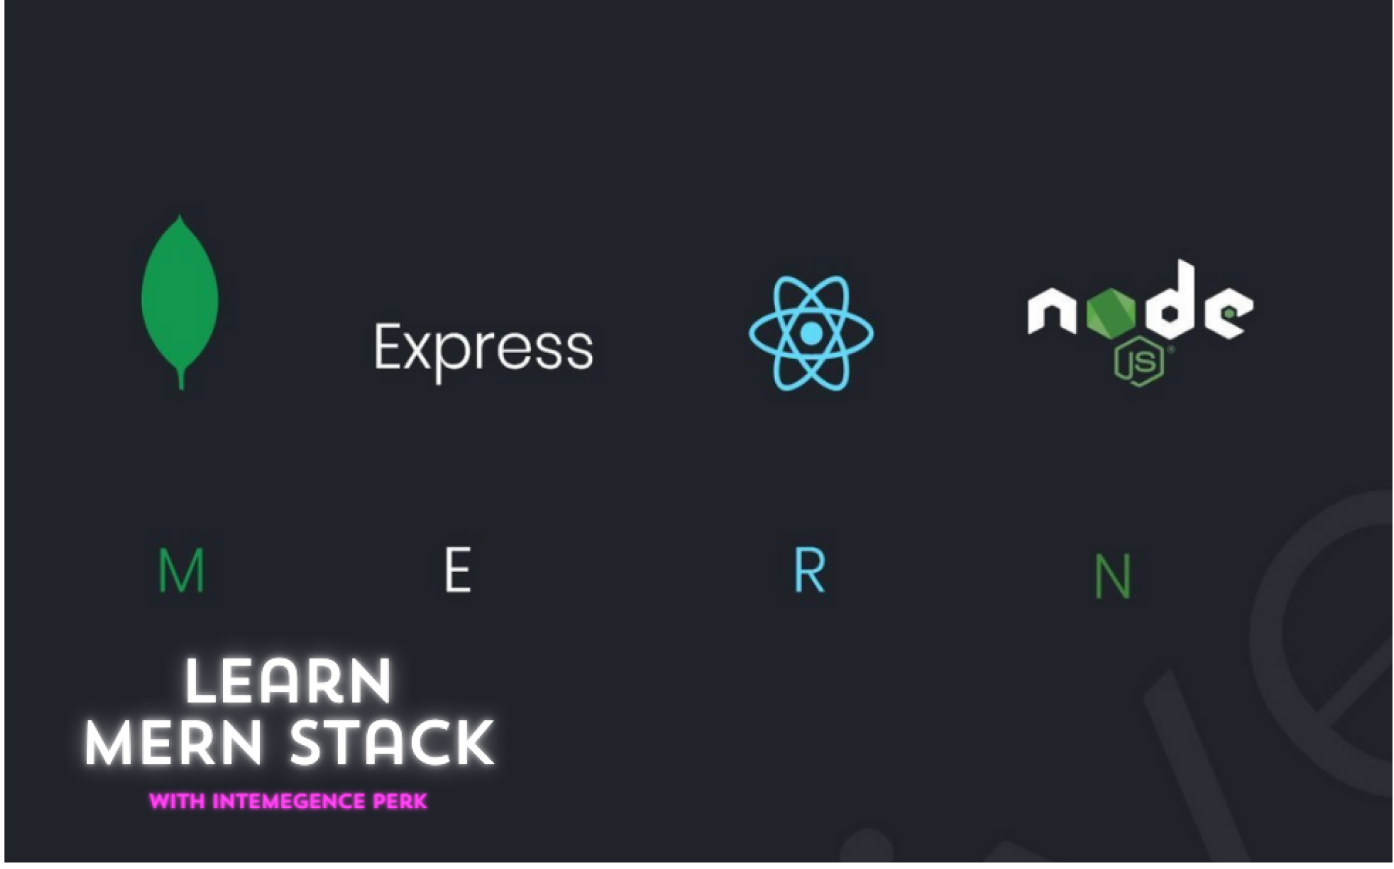 Express
node
JS
M E R N
LEARN
MERN STACK
WITH INTEMEGENCE PERK